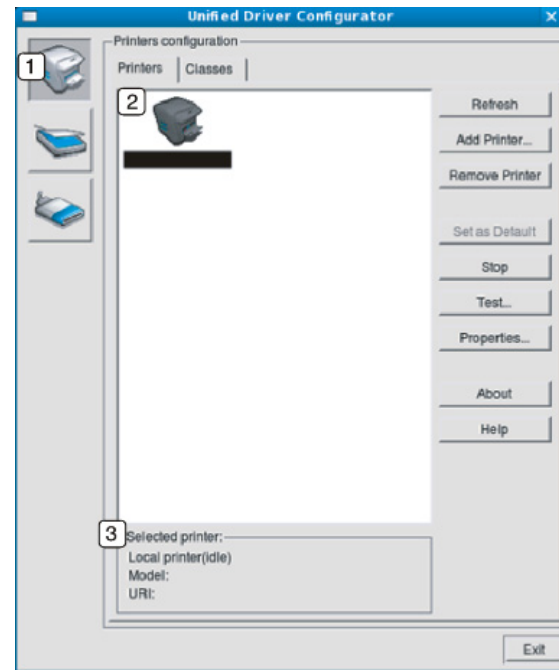 Unified Driver Configurator
1
Printers configuration
Printers
Classes
2
Refresh
Add Printer...
Remove Printer
Set as Default
Stop
Test...
Properties...
About
Help
3
Selected printer:
Local printer(idle)
Model:
URI:
Exit